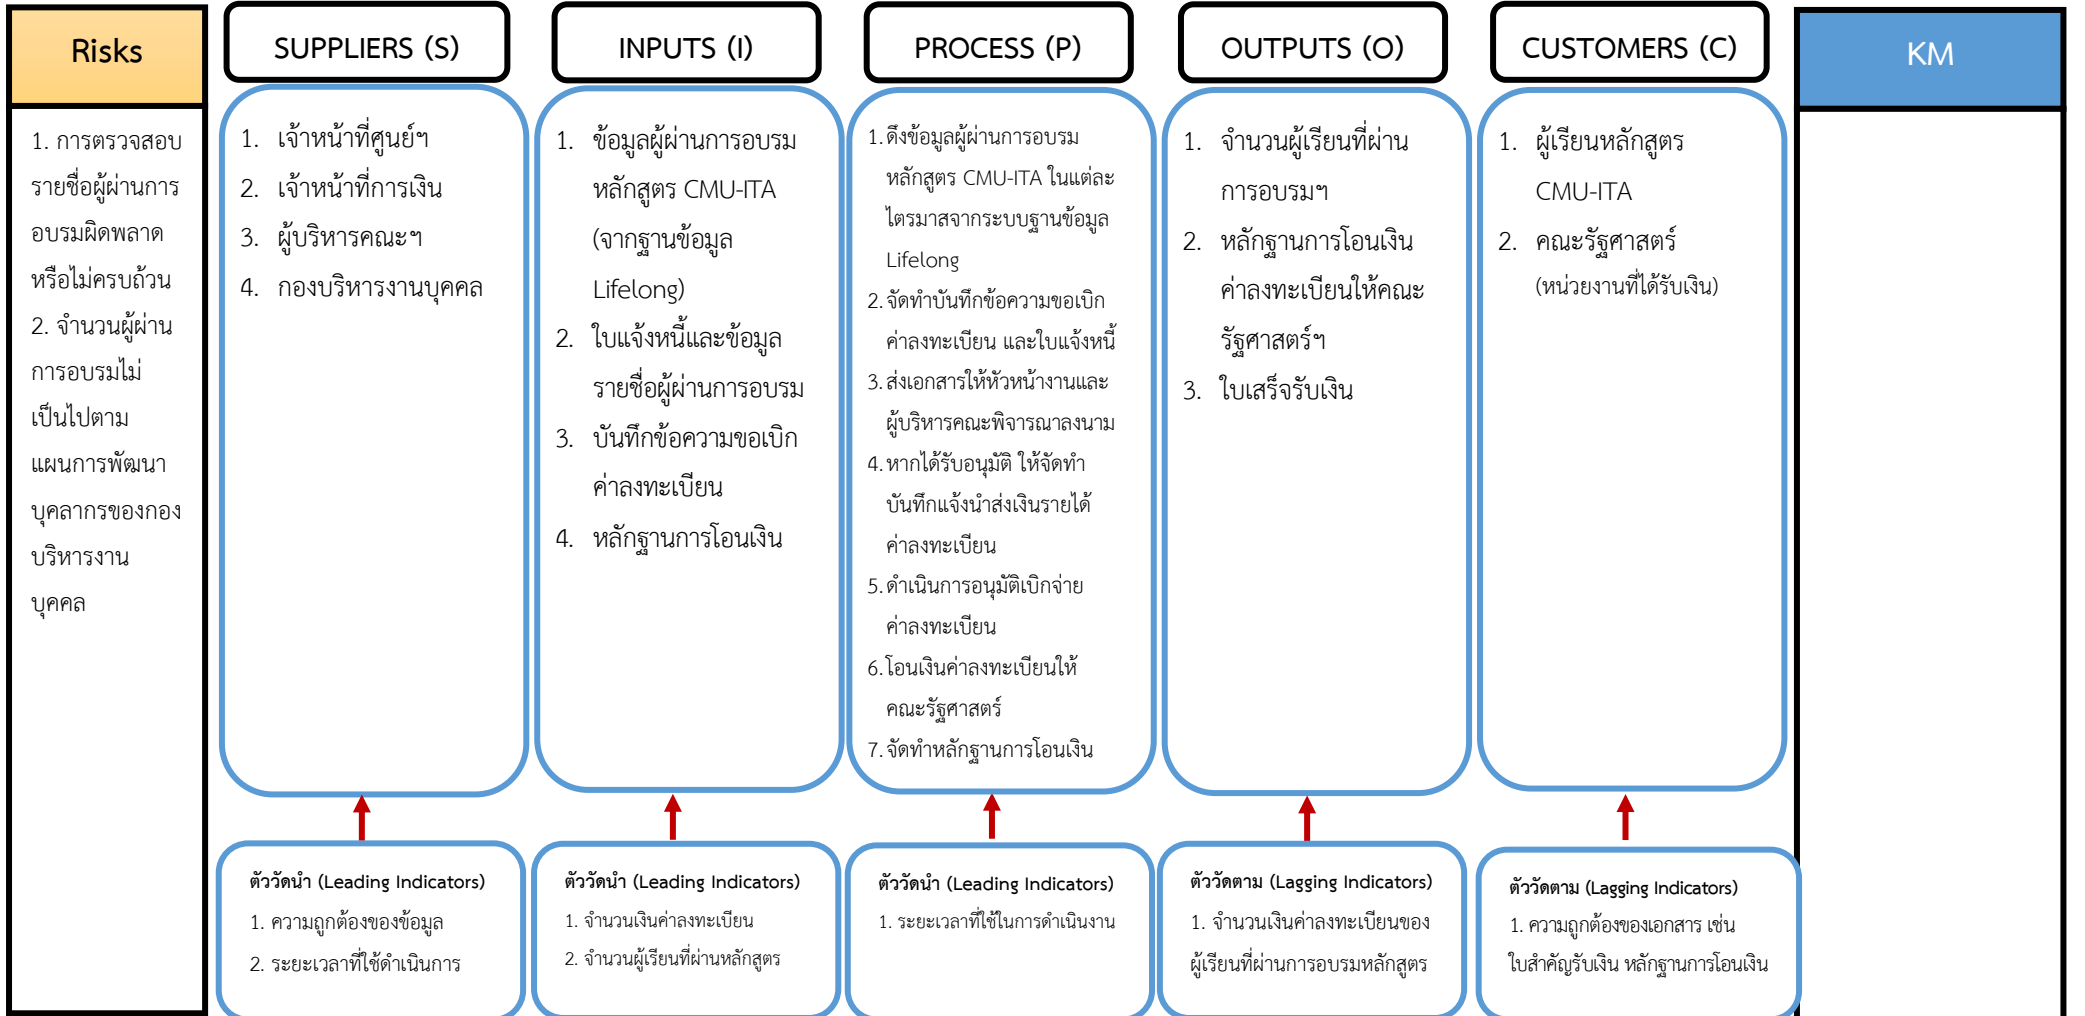 Risks
1. การตรวจสอบ
รายชื่อผู้ผ่านการ
อบรมผิดพลาด
หรือไม่ครบถ้วน
2. จำนวนผู้ผ่าน
การอบรมไม่
เป็นไปตาม
แผนการพัฒนา
บุคลากรของกอง
บริหารงาน
บุคคล
SUPPLIERS (S)
1. เจ้าหน้าที่ศูนย์ฯ
2. เจ้าหน้าที่การเงิน
3. ผู้บริหารคณะฯ
4. กองบริหารงานบุคคล
ตัววัดนำ (Leading Indicators)
1. ความถูกต้องของข้อมูล
2. ระยะเวลาที่ใช้ดำเนินการ
INPUTS (I)
1. ข้อมูลผู้ผ่านการอบรม
หลักสูตร CMU-ITA
(จากฐานข้อมูล
Lifelong)
2. ใบแจ้งหนี้และข้อมูล
รายชื่อผู้ผ่านการอบรม
3. บันทึกข้อความขอเบิก
ค่าลงทะเบียน
4. หลักฐานการโอนเงิน
ตัววัดนำ (Leading Indicators)
1. จำนวนเงินค่าลงทะเบียน
2. จำนวนผู้เรียนที่ผ่านหลักสูตร
PROCESS (P)
1. ดึงข้อมูลผู้ผ่านการอบรม
หลักสูตร CMU-ITA ในแต่ละ
ไตรมาสจากระบบฐานข้อมูล
Lifelong
2. จัดทำบันทึกข้อความขอเบิก
ค่าลงทะเบียน และใบแจ้งหนี้
3. ส่งเอกสารให้หัวหน้างานและ
ผู้บริหารคณะพิจารณาลงนาม
4. หากได้รับอนุมัติ ให้จัดทำ
บันทึกแจ้งนำส่งเงินรายได้
ค่าลงทะเบียน
5. ดำเนินการอนุมัติเบิกจ่าย
ค่าลงทะเบียน
6. โอนเงินค่าลงทะเบียนให้
คณะรัฐศาสตร์
7. จัดทำหลักฐานการโอนเงิน
ตัววัดนำ (Leading Indicators)
1. ระยะเวลาที่ใช้ในการดำเนินงาน
OUTPUTS (O)
1. จำนวนผู้เรียนที่ผ่าน
การอบรมฯ
2. หลักฐานการโอนเงิน
ค่าลงทะเบียนให้คณะ
รัฐศาสตร์ฯ
3. ใบเสร็จรับเงิน
ตัววัดตาม (Lagging Indicators)
1. จำนวนเงินค่าลงทะเบียนของ
ผู้เรียนที่ผ่านการอบรมหลักสูตร
CUSTOMERS (C)
1. ผู้เรียนหลักสูตร
CMU-ITA
2. คณะรัฐศาสตร์
(หน่วยงานที่ได้รับเงิน)
ตัววัดตาม (Lagging Indicators)
1. ความถูกต้องของเอกสาร เช่น
ใบสำคัญรับเงิน หลักฐานการโอนเงิน
KM